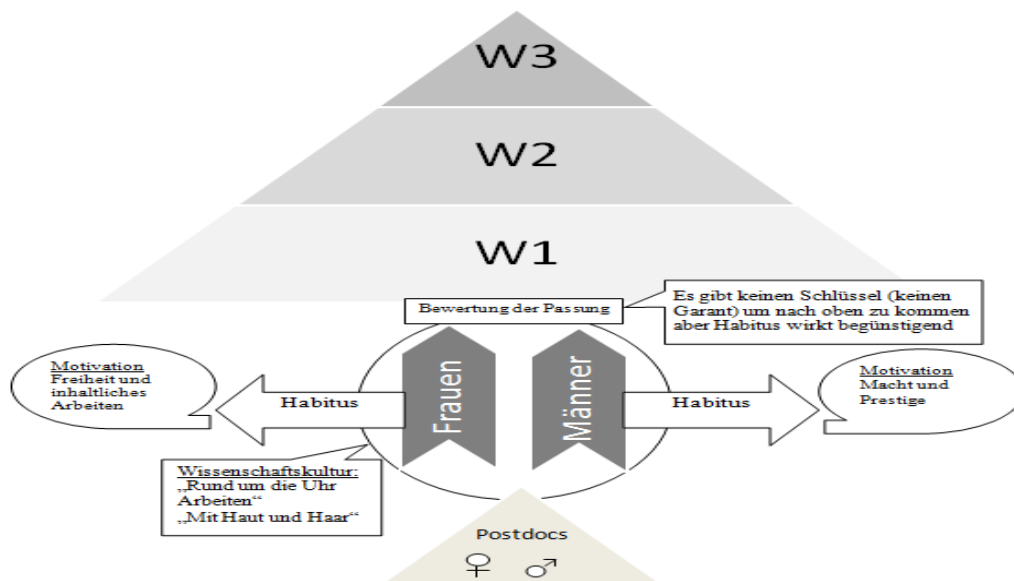 W3
W2
W1
Bewertung der Passung
Es gibt keinen Schlüssel (keinen
Garant) um nach oben zu kommen
aber Habitus wirkt begünstigend
Motivation
Freiheit und
inhaltliches
Arbeiten
Habitus
Frauen
Männer
Habitus
Motivation
Macht und
Prestige
Wissenschaftskultur:
„Rund um die Uhr
Arbeiten“
„Mit Haut und Haar“
Postdocs
♀ ♂